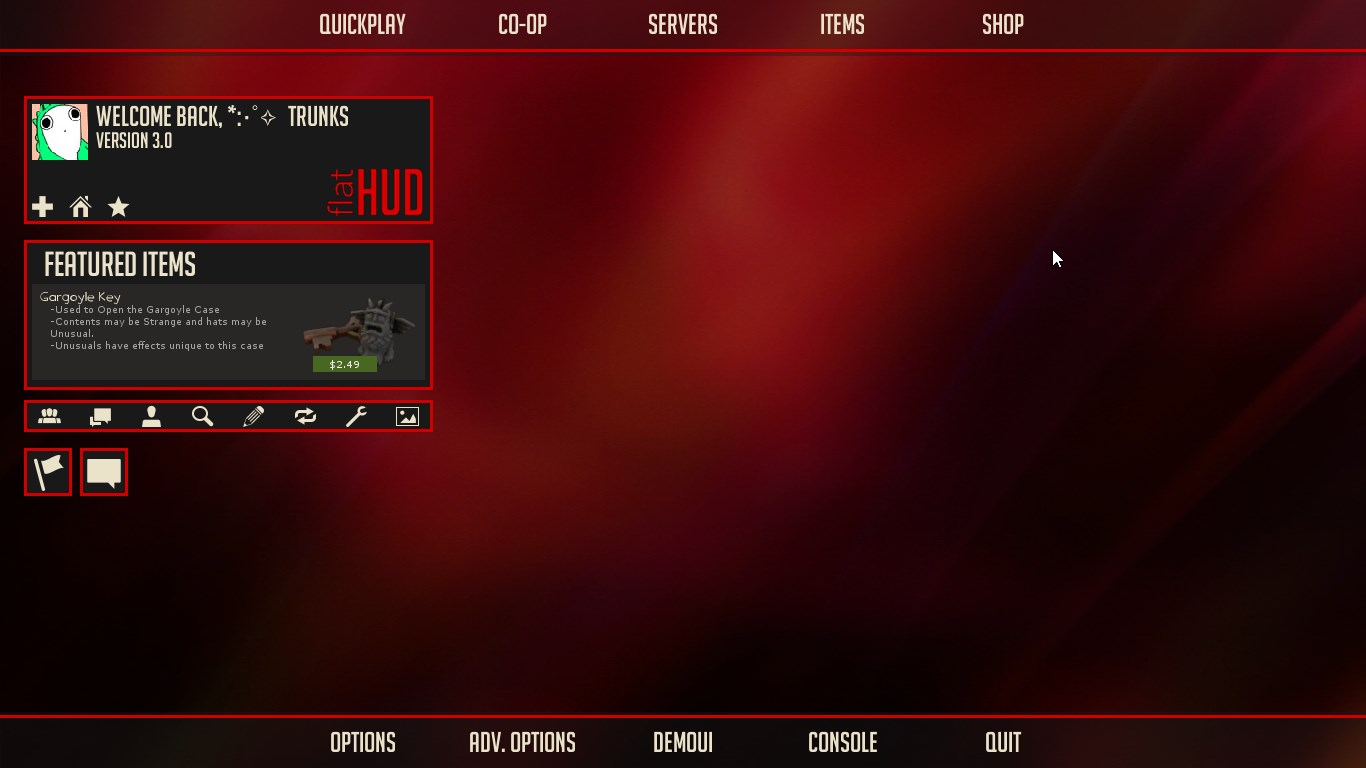 QUICKPLAY CO-OP SERVERS ITEMS SHOP
WELCOME BACK, *:·˚✧ TRUNKS
VERSION 3.0
flat HUD
FEATURED ITEMS
Gargoyle Key
-Used to Open the Gargoyle Case
-Contents may be Strange and hats may be
Unusual.
-Unusuals have effects unique to this case
$2.49
OPTIONS ADV. OPTIONS DEMOUI CONSOLE QUIT